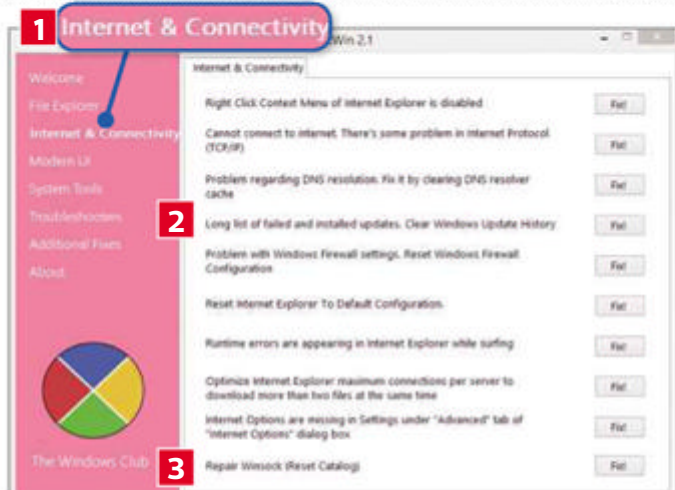 1 Internet & Connectivity
Win 2.1
Welcome
File Explorer
Internet & Connectivity
Modern UI
System Tools
Troubleshooters
Additional Fixes
About
The Windows Club
Internet & Connectivity
Right Click Context Menu of Internet Explorer is disabled
Fix!
Cannot connect to internet. There's some problem in Internet Protocol
(TCP/IP)
Fix!
Problem regarding DNS resolution. Fix it by clearing DNS resolver
cache
Fix!
2
Long list of failed and installed updates. Clear Windows Update History
Fix!
Problem with Windows Firewall settings. Reset Windows Firewall
Configuration
Fix!
Reset Internet Explorer To Default Configuration.
Fix!
Runtime errors are appearing in Internet Explorer while surfing
Fix!
Optimize Internet Explorer maximum connections per server to
download more than two files at the same time
Fix!
Internet Options are missing in Settings under "Advanced" tab of
"Internet Options" dialog box
Fix!
3
Repair Winsock (Reset Catalog)
Fix!